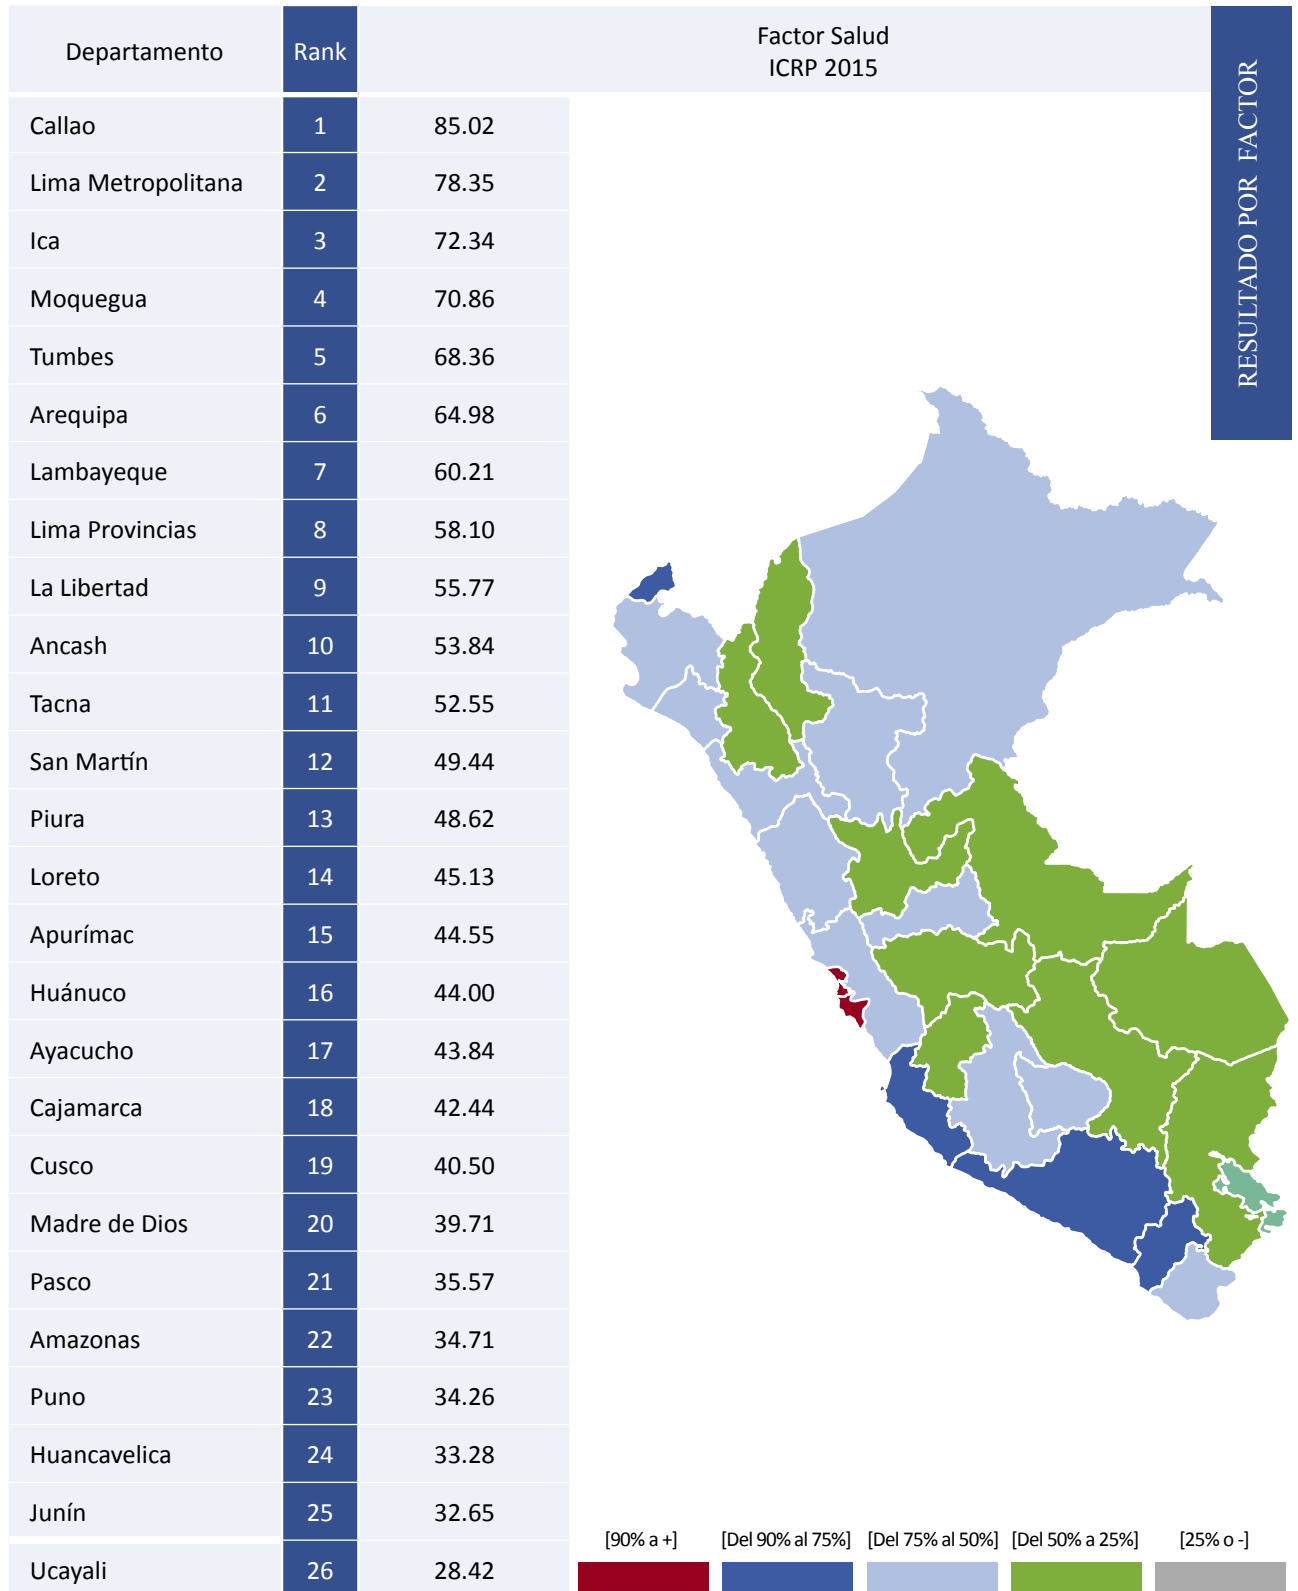 Departamento Rank Factor Salud
ICRP 2015
RESULTADO POR FACTOR
Callao 1 85.02
Lima Metropolitana 2 78.35
Ica 3 72.34
Moquegua 4 70.86
Tumbes 5 68.36
Arequipa 6 64.98
Lambayeque 7 60.21
Lima Provincias 8 58.10
La Libertad 9 55.77
Ancash 10 53.84
Tacna 11 52.55
San Martín 12 49.44
Piura 13 48.62
Loreto 14 45.13
Apurímac 15 44.55
Huánuco 16 44.00
Ayacucho 17 43.84
Cajamarca 18 42.44
Cusco 19 40.50
Madre de Dios 20 39.71
Pasco 21 35.57
Amazonas 22 34.71
Puno 23 34.26
Huancavelica 24 33.28
Junín 25 32.65
Ucayali 26 28.42
[90% a +] [Del 90% al 75%] [Del 75% al 50%] [Del 50% a 25%] [25% o -]